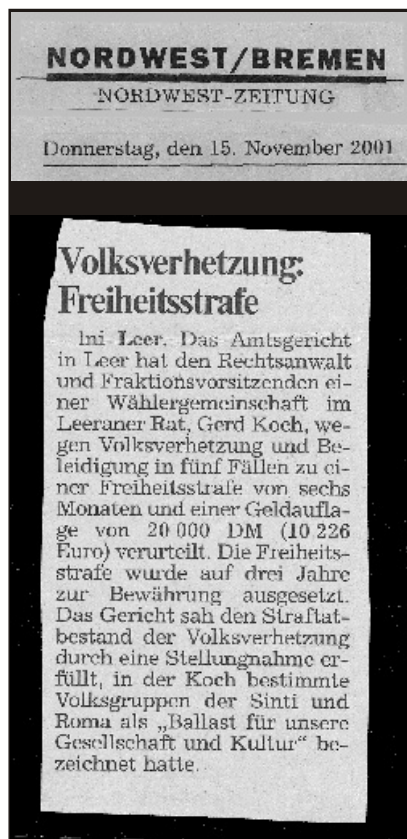 NORDWEST/BREMEN
NORDWEST-ZEITUNG
Donnerstag, den 15. November 2001
Volksverhetzung:
Freiheitsstrafe
lni Leer. Das Amtsgericht
in Leer hat den Rechtsanwalt
und Fraktionsvorsitzenden ei-
ner Wählergemeinschaft im
Leeraner Rat, Gerd Koch, we-
gen Volksverhetzung und Be-
leidigung in fünf Fällen zu ei-
ner Freiheitsstrafe von sechs
Monaten und einer Geldaufla-
ge von 20 000 DM (10 226
Euro) verurteilt. Die Freiheits-
strafe wurde auf drei Jahre
zur Bewährung ausgesetzt.
Das Gericht sah den Straftat-
bestand der Volksverhetzung
durch eine Stellungnahme er-
füllt, in der Koch bestimmte
Volksgruppen der Sinti und
Roma als „Ballast für unsere
Gesellschaft und Kultur“ be-
zeichnet hatte.